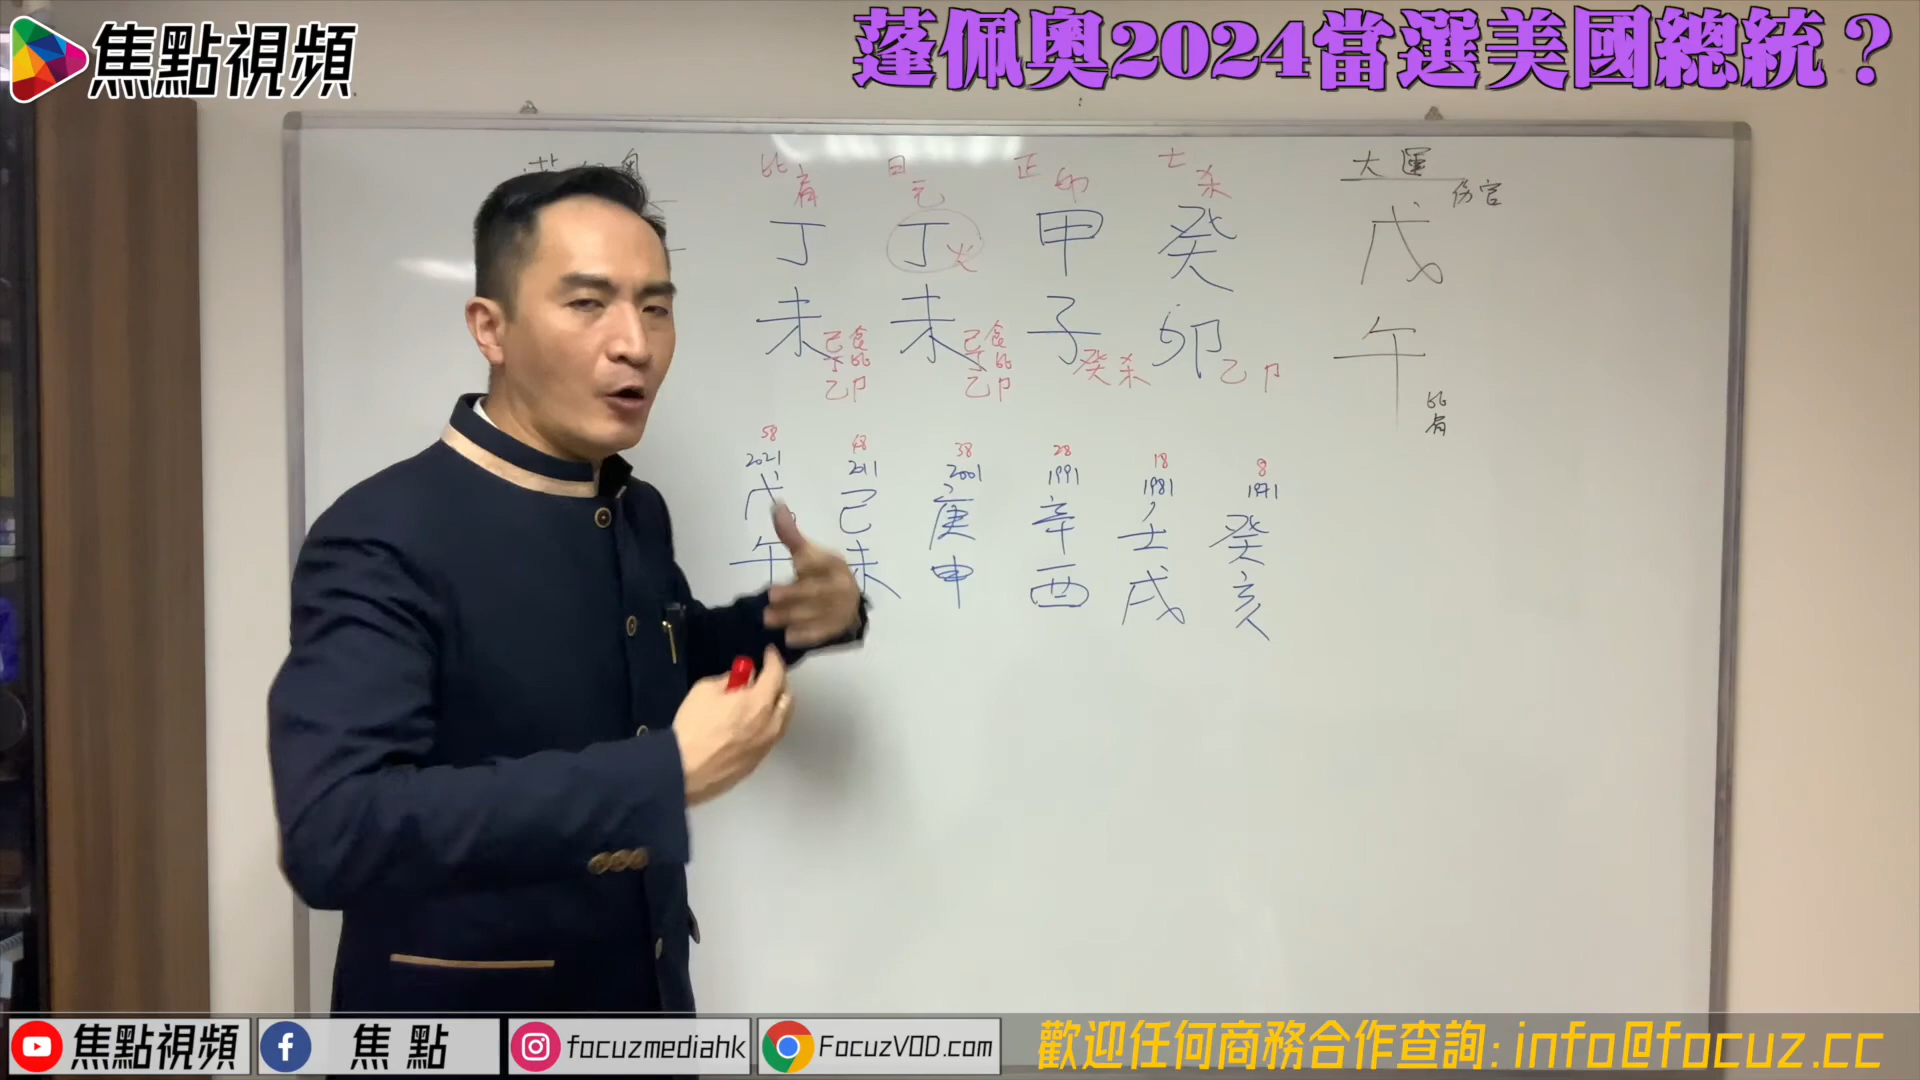 焦點視頻
蓬佩奧2024當選美國總統？
比肩 日元 正印 七杀
丁 丁火 甲 癸
未 未 子 卯
己食 己食 癸杀 乙卩
丁比 丁比
乙卩 乙卩
大運
伤官
戊
午
比肩
58 48 38 28 18 8
2021 2011 2001 1991 1981 1971
戊 己 庚 辛 壬 癸
午 未 申 酉 戌 亥
焦點視頻
焦點
focuzmediahk
FocuzVOD.com
歡迎任何商務合作查詢: info@focuz.cc